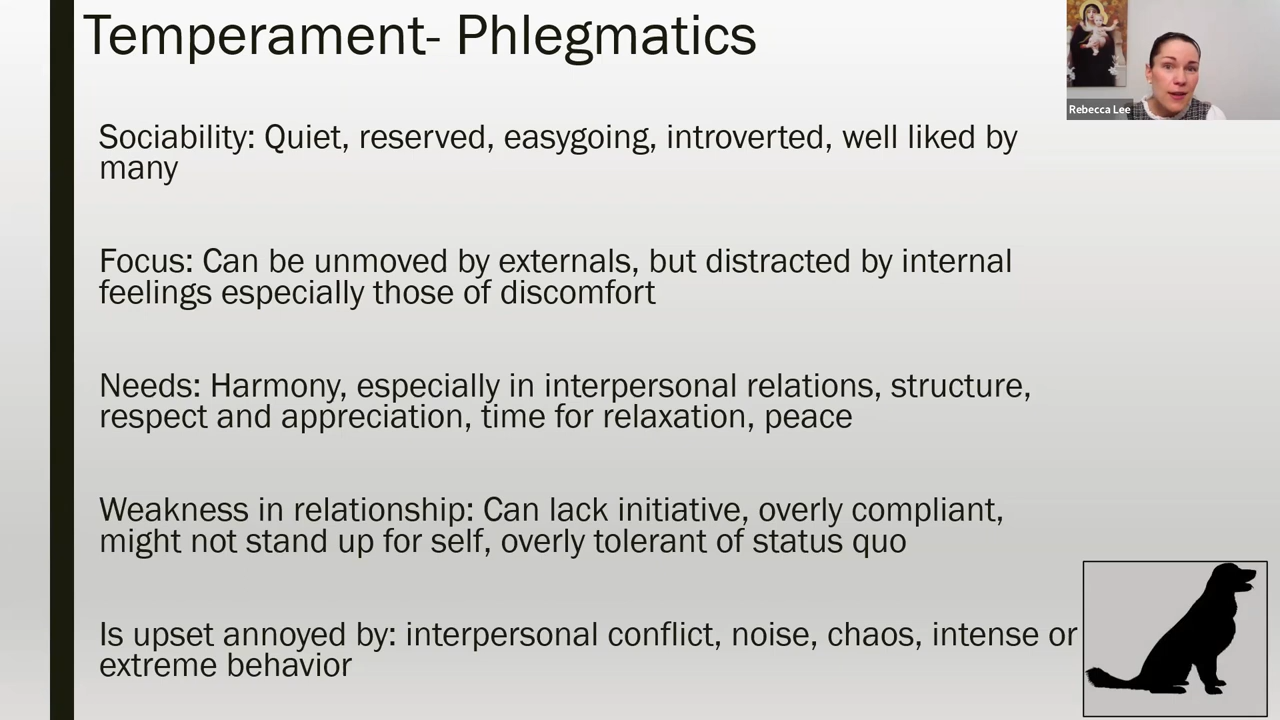 Temperament- Phlegmatics
Rebecca Lee
Sociability: Quiet, reserved, easygoing, introverted, well liked by
many
Focus: Can be unmoved by externals, but distracted by internal
feelings especially those of discomfort
Needs: Harmony, especially in interpersonal relations, structure,
respect and appreciation, time for relaxation, peace
Weakness in relationship: Can lack initiative, overly compliant,
might not stand up for self, overly tolerant of status quo
Is upset annoyed by: interpersonal conflict, noise, chaos, intense or
extreme behavior